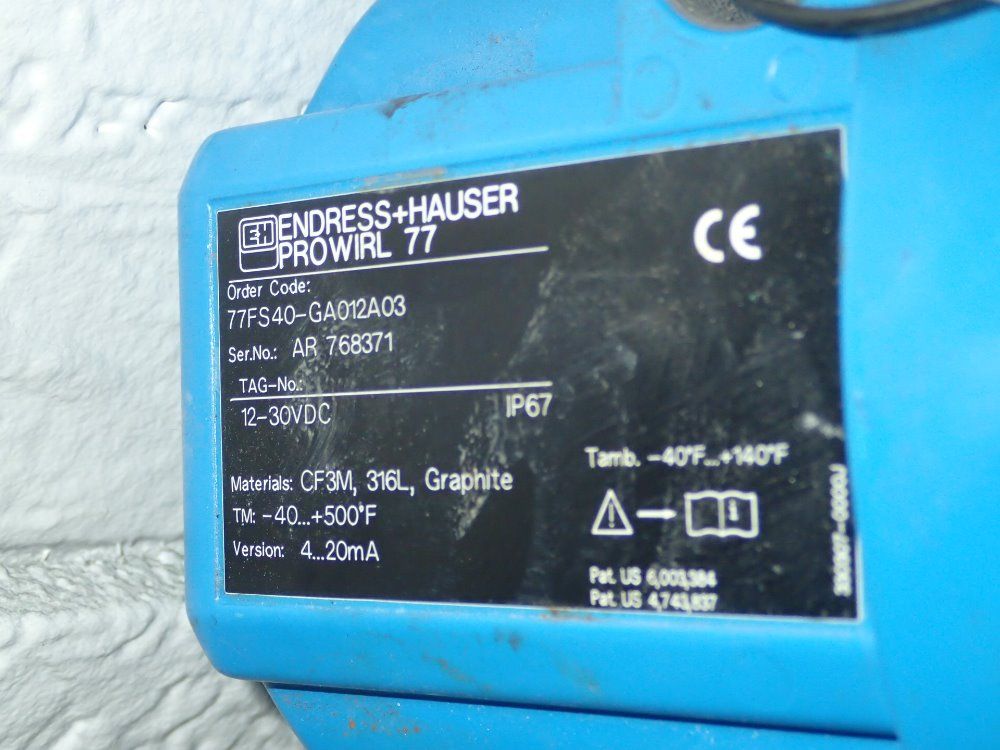 EH ENDRESS+HAUSER
PROWIRL 77
CE
Order Code:
77FS40-GA012A03
Ser.No.: AR 768371
TAG-No.:
12-30VDC IP67
Tamb. -40°F...+140°F
Materials: CF3M, 316L, Graphite
TM: -40...+500°F
Version: 4...20mA
i
Pat. US 6,003,384
Pat. US 4,743,837